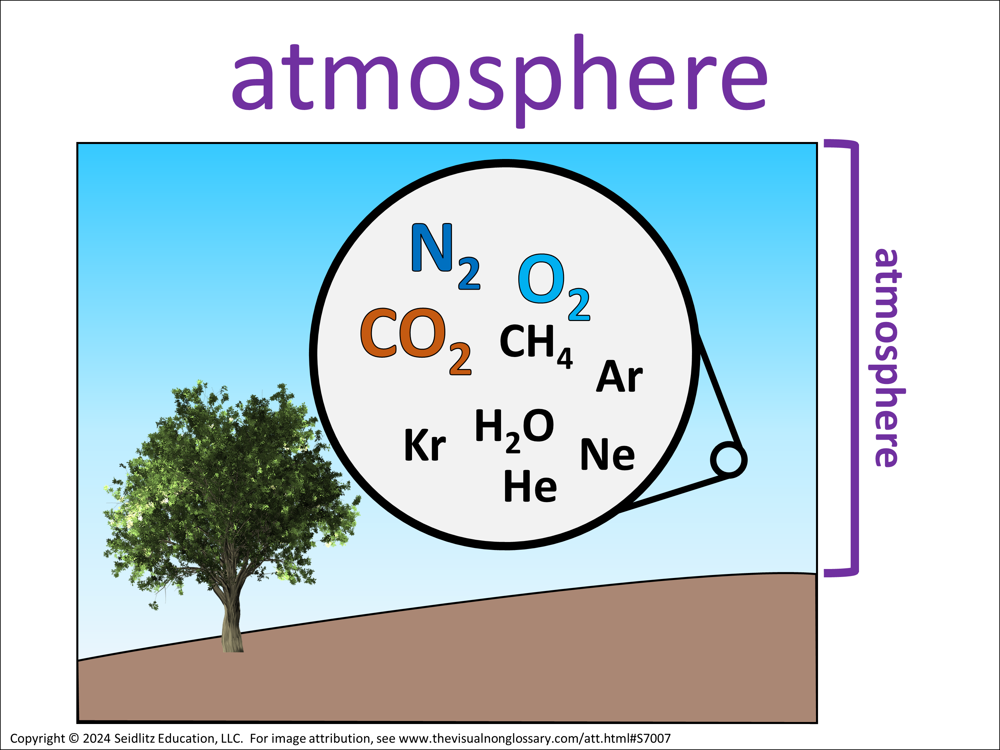 atmosphere
N₂
O₂
CO₂
CH₄
Ar
H₂O
Kr
Ne
He
atmosphere
Copyright © 2024 Seidlitz Education, LLC.  For image attribution, see www.thevisualnonglossary.com/att.html#S7007